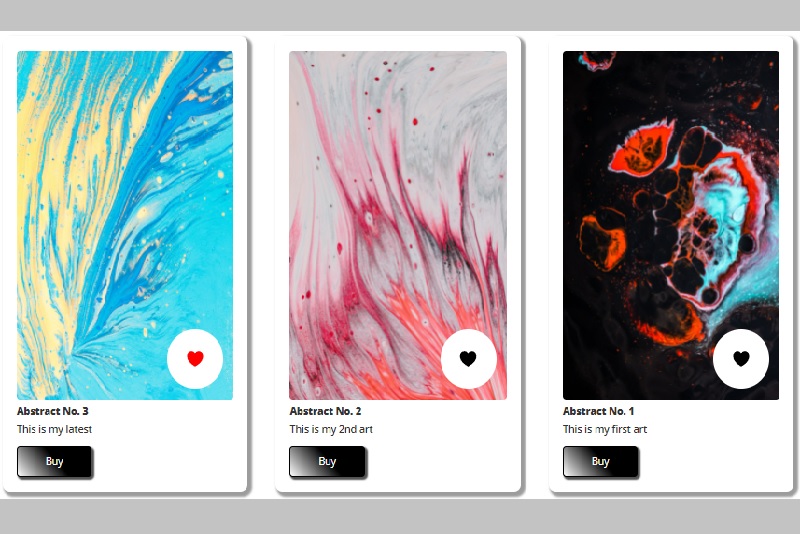 Abstract No. 3
This is my latest
Buy
Abstract No. 2
This is my 2nd art
Buy
Abstract No. 1
This is my first art
Buy